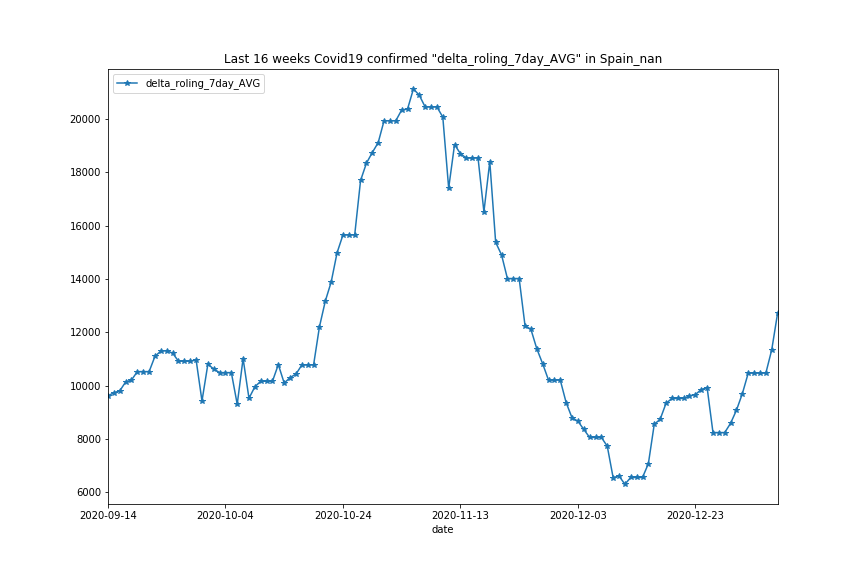 Last 16 weeks Covid19 confirmed "delta_roling_7day_AVG" in Spain_nan
delta_roling_7day_AVG
20000
18000
16000
14000
12000
10000
8000
6000
2020-09-14 2020-10-04 2020-10-24 2020-11-13 2020-12-03 2020-12-23
date